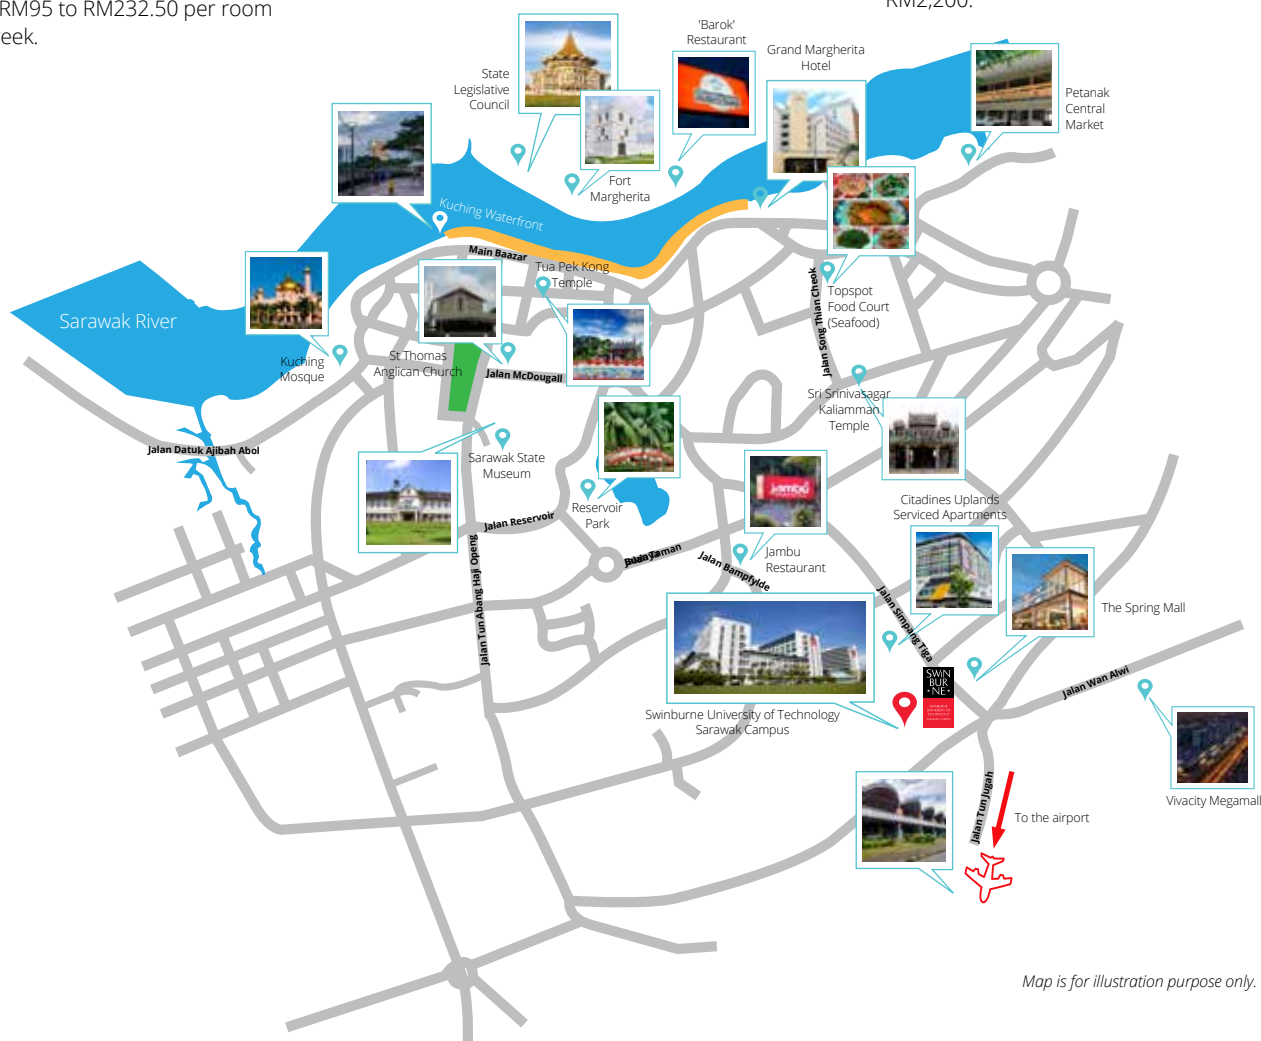 RM95 to RM232.50 per room
eek.
RM2,200.
'Barok'
Restaurant
Grand Margherita
Hotel
State
Legislative
Council
Petanak
Central
Market
Fort
Margherita
Kuching Waterfront
Main Baazar
Tua Pek Kong
Temple
Sarawak River
Topspot
Food Court
(Seafood)
Jalan Song Thian Cheok
Kuching
Mosque
St Thomas
Anglican Church
Jalan McDougall
Sri Srinivasagar
Kaliamman
Temple
Jalan Datuk Ajibah Abol
Sarawak State
Museum
jambu
Reservoir
Park
Citadines Uplands
Serviced Apartments
Jalan Reservoir
Jalan Tun Abang Haji Openg
Jalan Bampfylde
Jambu
Restaurant
Jalan Simpang Tiga
The Spring Mall
Jalan Wan Alwi
SWIN
BUR
NE
Swinburne University of Technology
Sarawak Campus
Vivacity Megamall
Jalan Tun Jugah
To the airport
Map is for illustration purpose only.